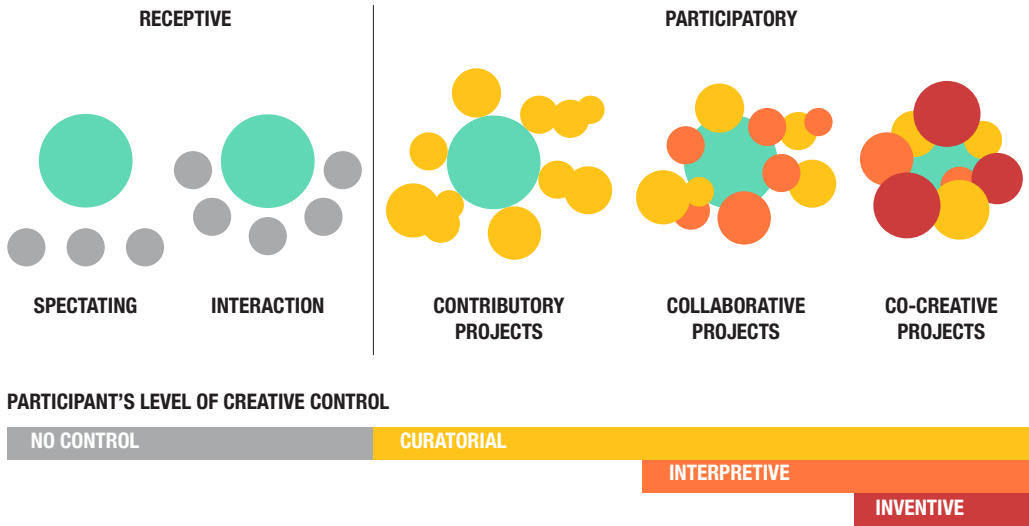 RECEPTIVE
PARTICIPATORY
SPECTATING
INTERACTION
CONTRIBUTORY
PROJECTS
COLLABORATIVE
PROJECTS
CO-CREATIVE
PROJECTS
PARTICIPANT'S LEVEL OF CREATIVE CONTROL
NO CONTROL
CURATORIAL
INTERPRETIVE
INVENTIVE